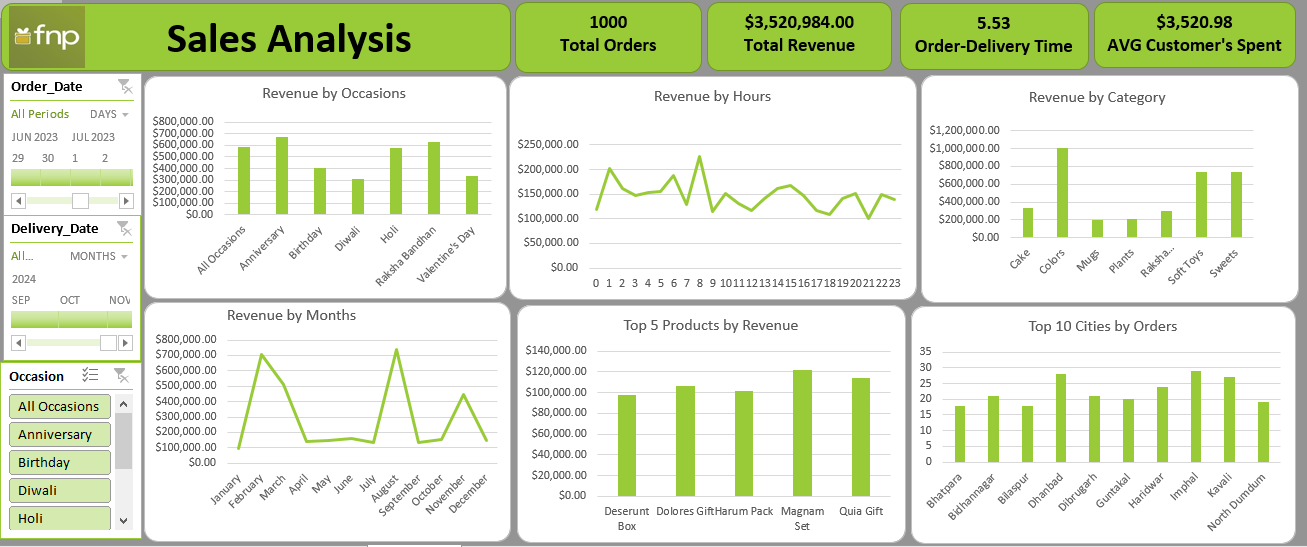 fnp
Sales Analysis
1000
Total Orders
$3,520,984.00
Total Revenue
5.53
Order-Delivery Time
$3,520.98
AVG Customer's Spent
Order_Date
All Periods DAYS
JUN 2023 JUL 2023
29 30 1 2
Delivery_Date
All... MONTHS
2024
SEP OCT NOV
Occasion
All Occasions
Anniversary
Birthday
Diwali
Holi
Revenue by Occasions
$800,000.00
$700,000.00
$600,000.00
$500,000.00
$400,000.00
$300,000.00
$200,000.00
$100,000.00
$0.00
All Occasions
Anniversary
Birthday
Diwali
Holi
Raksha Bandhan
Valentine's Day
Revenue by Hours
$250,000.00
$200,000.00
$150,000.00
$100,000.00
$50,000.00
$0.00
0 1 2 3 4 5 6 7 8 9 10 11 12 13 14 15 16 17 18 19 20 21 22 23
Revenue by Category
$1,200,000.00
$1,000,000.00
$800,000.00
$600,000.00
$400,000.00
$200,000.00
$0.00
Cake
Colors
Mugs
Plants
Raksha...
Soft Toys
Sweets
Revenue by Months
$800,000.00
$700,000.00
$600,000.00
$500,000.00
$400,000.00
$300,000.00
$200,000.00
$100,000.00
$0.00
January
February
March
April
May
June
July
August
September
October
November
December
Top 5 Products by Revenue
$140,000.00
$120,000.00
$100,000.00
$80,000.00
$60,000.00
$40,000.00
$20,000.00
$0.00
Deserunt Dolores Gift Harum Pack Magnam Quia Gift
Box Set
Top 10 Cities by Orders
35
30
25
20
15
10
5
0
Bhatpara
Bidhannagar
Bilaspur
Dhanbad
Dibrugarh
Guntakal
Haridwar
Imphal
Kavali
North Dumdum